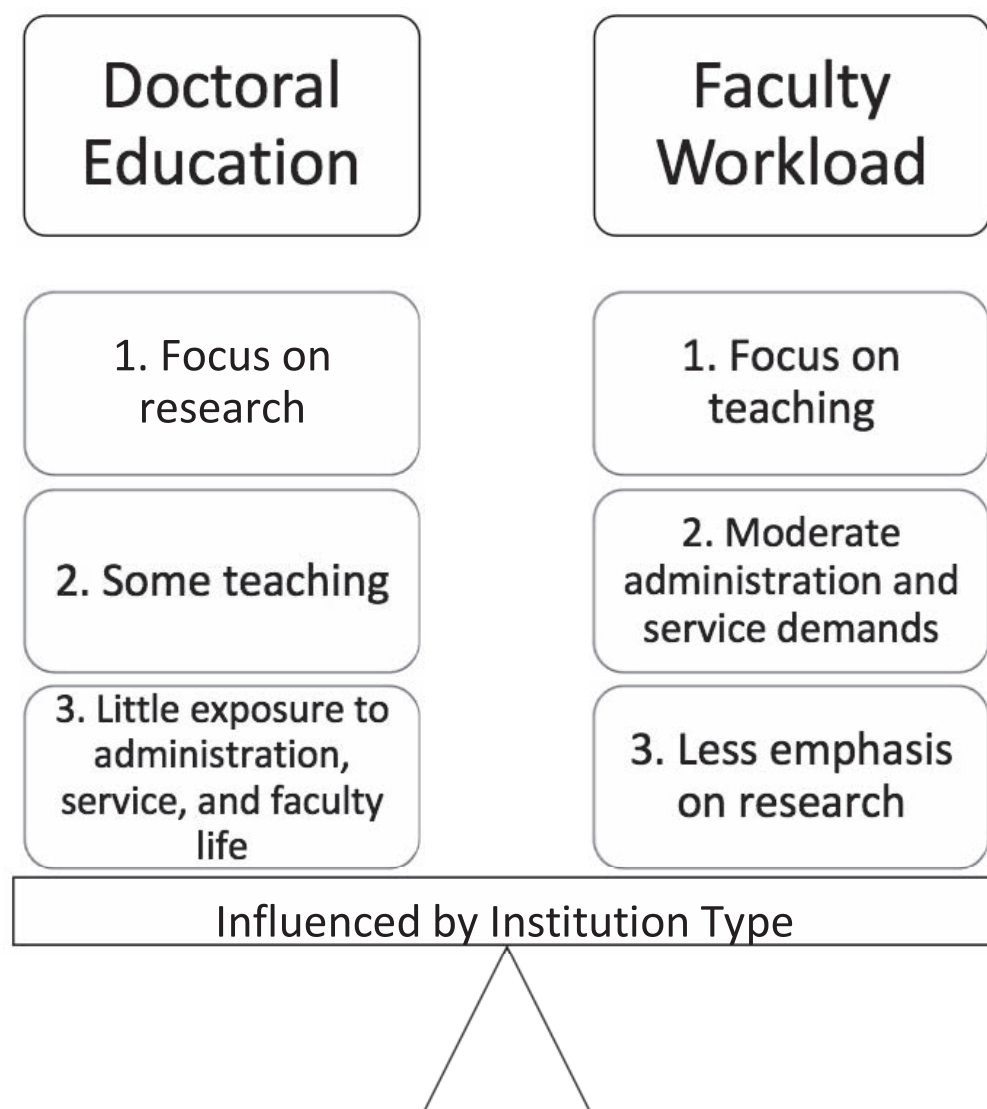 Doctoral
Education
Faculty
Workload
1. Focus on
research
1. Focus on
teaching
2. Some teaching
2. Moderate
administration and
service demands
3. Little exposure to
administration,
service, and faculty
life
3. Less emphasis
on research
Influenced by Institution Type